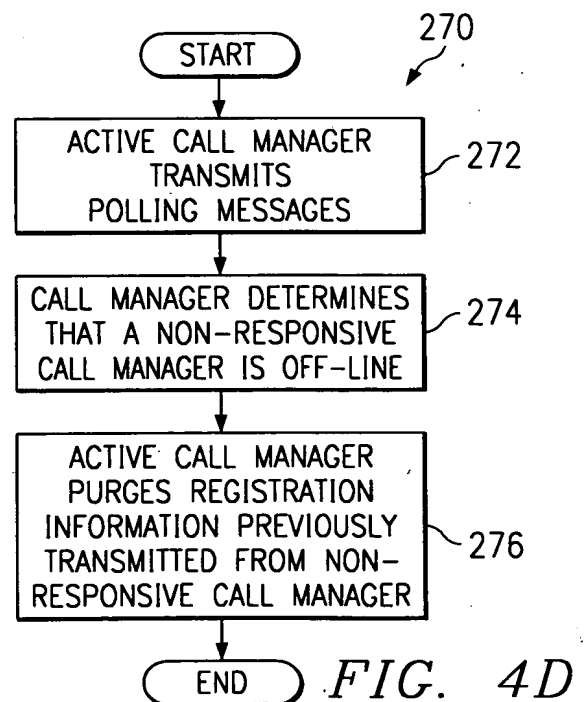 270
START
ACTIVE CALL MANAGER
TRANSMITS
POLLING MESSAGES
272
CALL MANAGER DETERMINES
THAT A NON-RESPONSIVE
CALL MANAGER IS OFF-LINE
274
ACTIVE CALL MANAGER
PURGES REGISTRATION
INFORMATION PREVIOUSLY
TRANSMITTED FROM NON-
RESPONSIVE CALL MANAGER
276
END
FIG. 4D